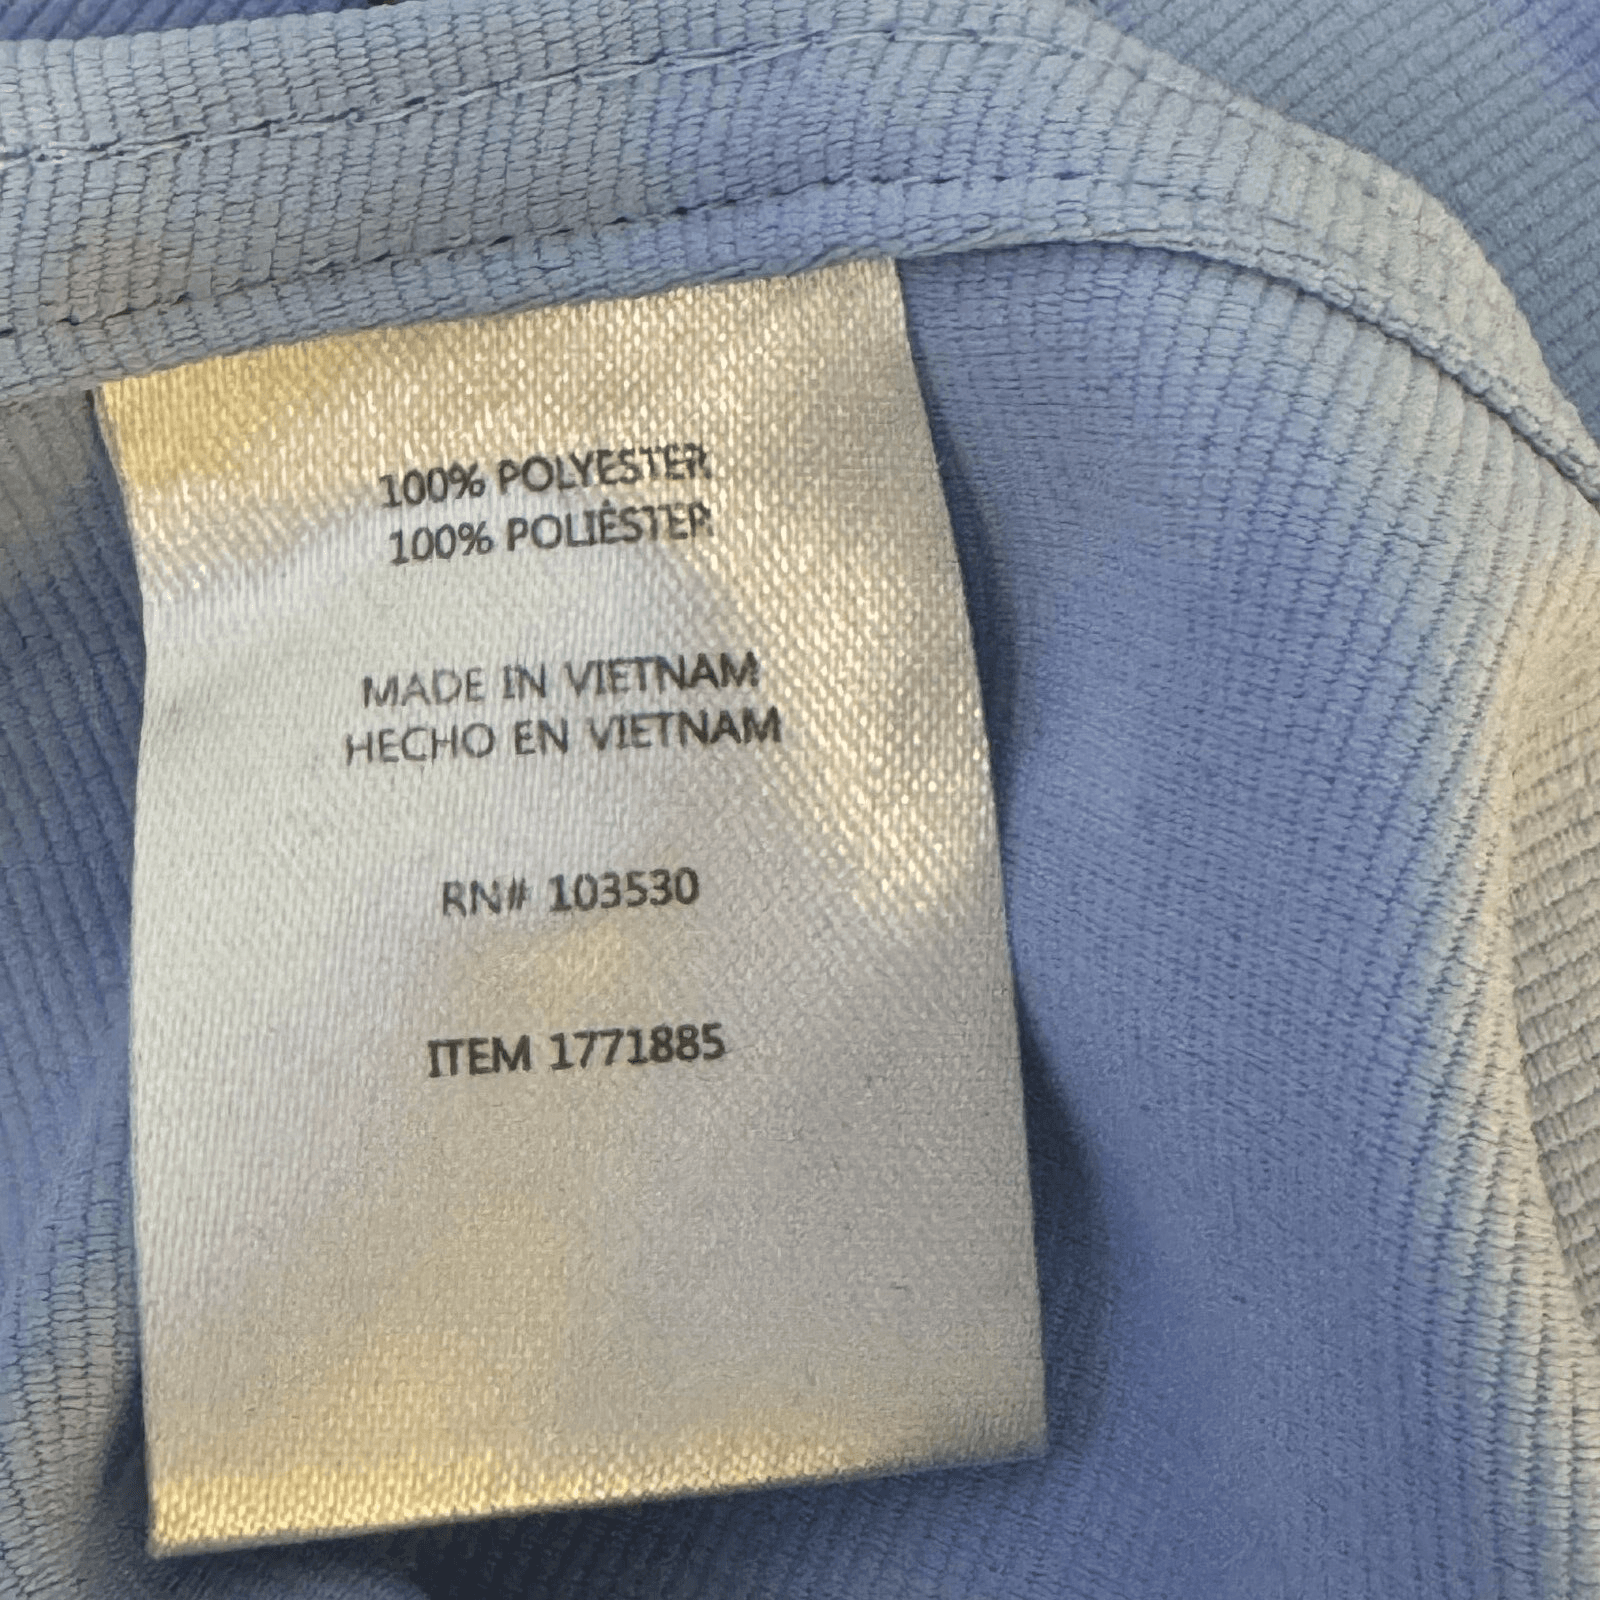 100% POLYESTER
100% POLIÉSTER
MADE IN VIETNAM
HECHO EN VIETNAM
RN# 103530
ITEM 1771885